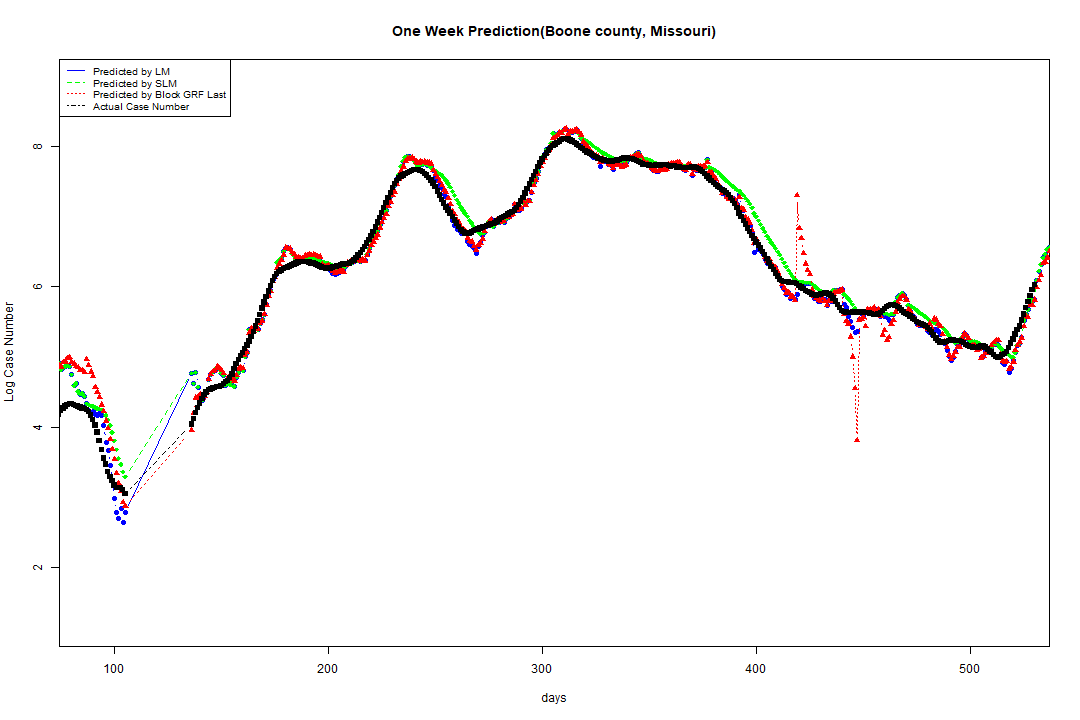 One Week Prediction(Boone county, Missouri)
Predicted by LM
Predicted by SLM
Predicted by Block GRF Last
Actual Case Number
8
6
4
2
Log Case Number
100 200 300 400 500
days